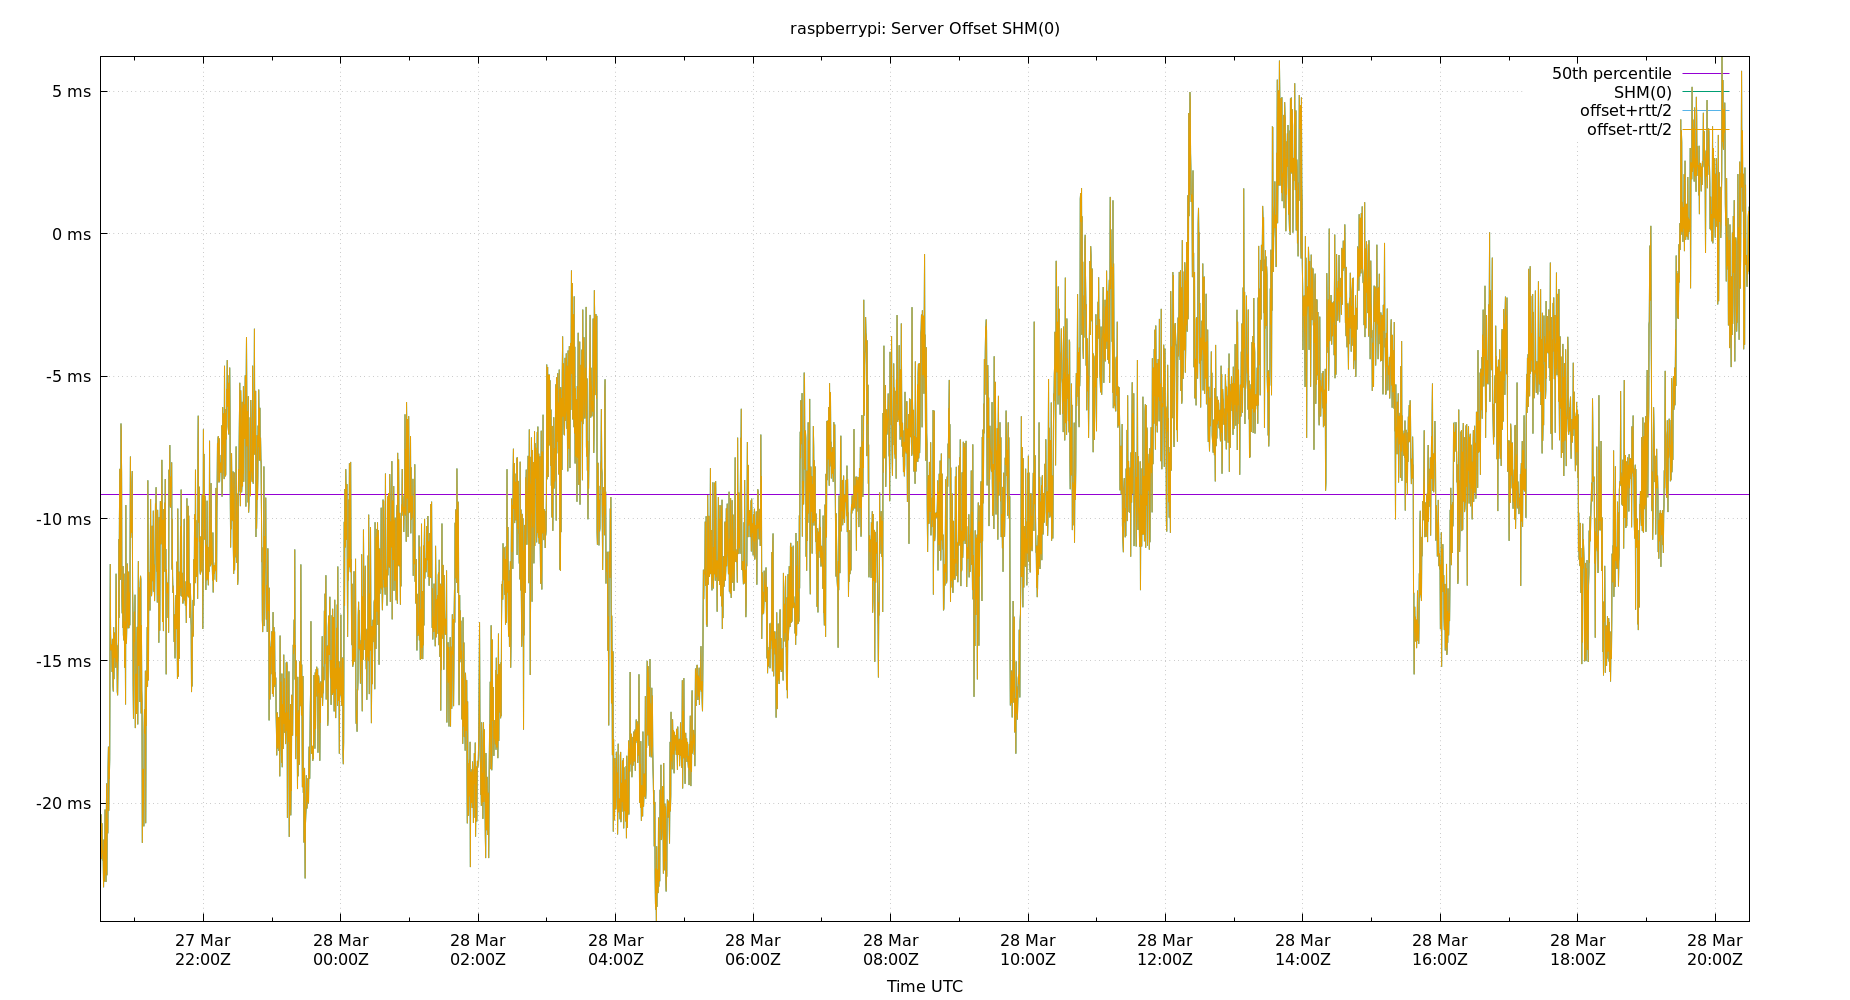 raspberrypi: Server Offset SHM(0)
50th percentile
SHM(0)
offset+rtt/2
offset-rtt/2
5 ms
0 ms
-5 ms
-10 ms
-15 ms
-20 ms
27 Mar 28 Mar 28 Mar 28 Mar 28 Mar 28 Mar 28 Mar 28 Mar 28 Mar 28 Mar 28 Mar 28 Mar
22:00Z 00:00Z 02:00Z 04:00Z 06:00Z 08:00Z 10:00Z 12:00Z 14:00Z 16:00Z 18:00Z 20:00Z
Time UTC